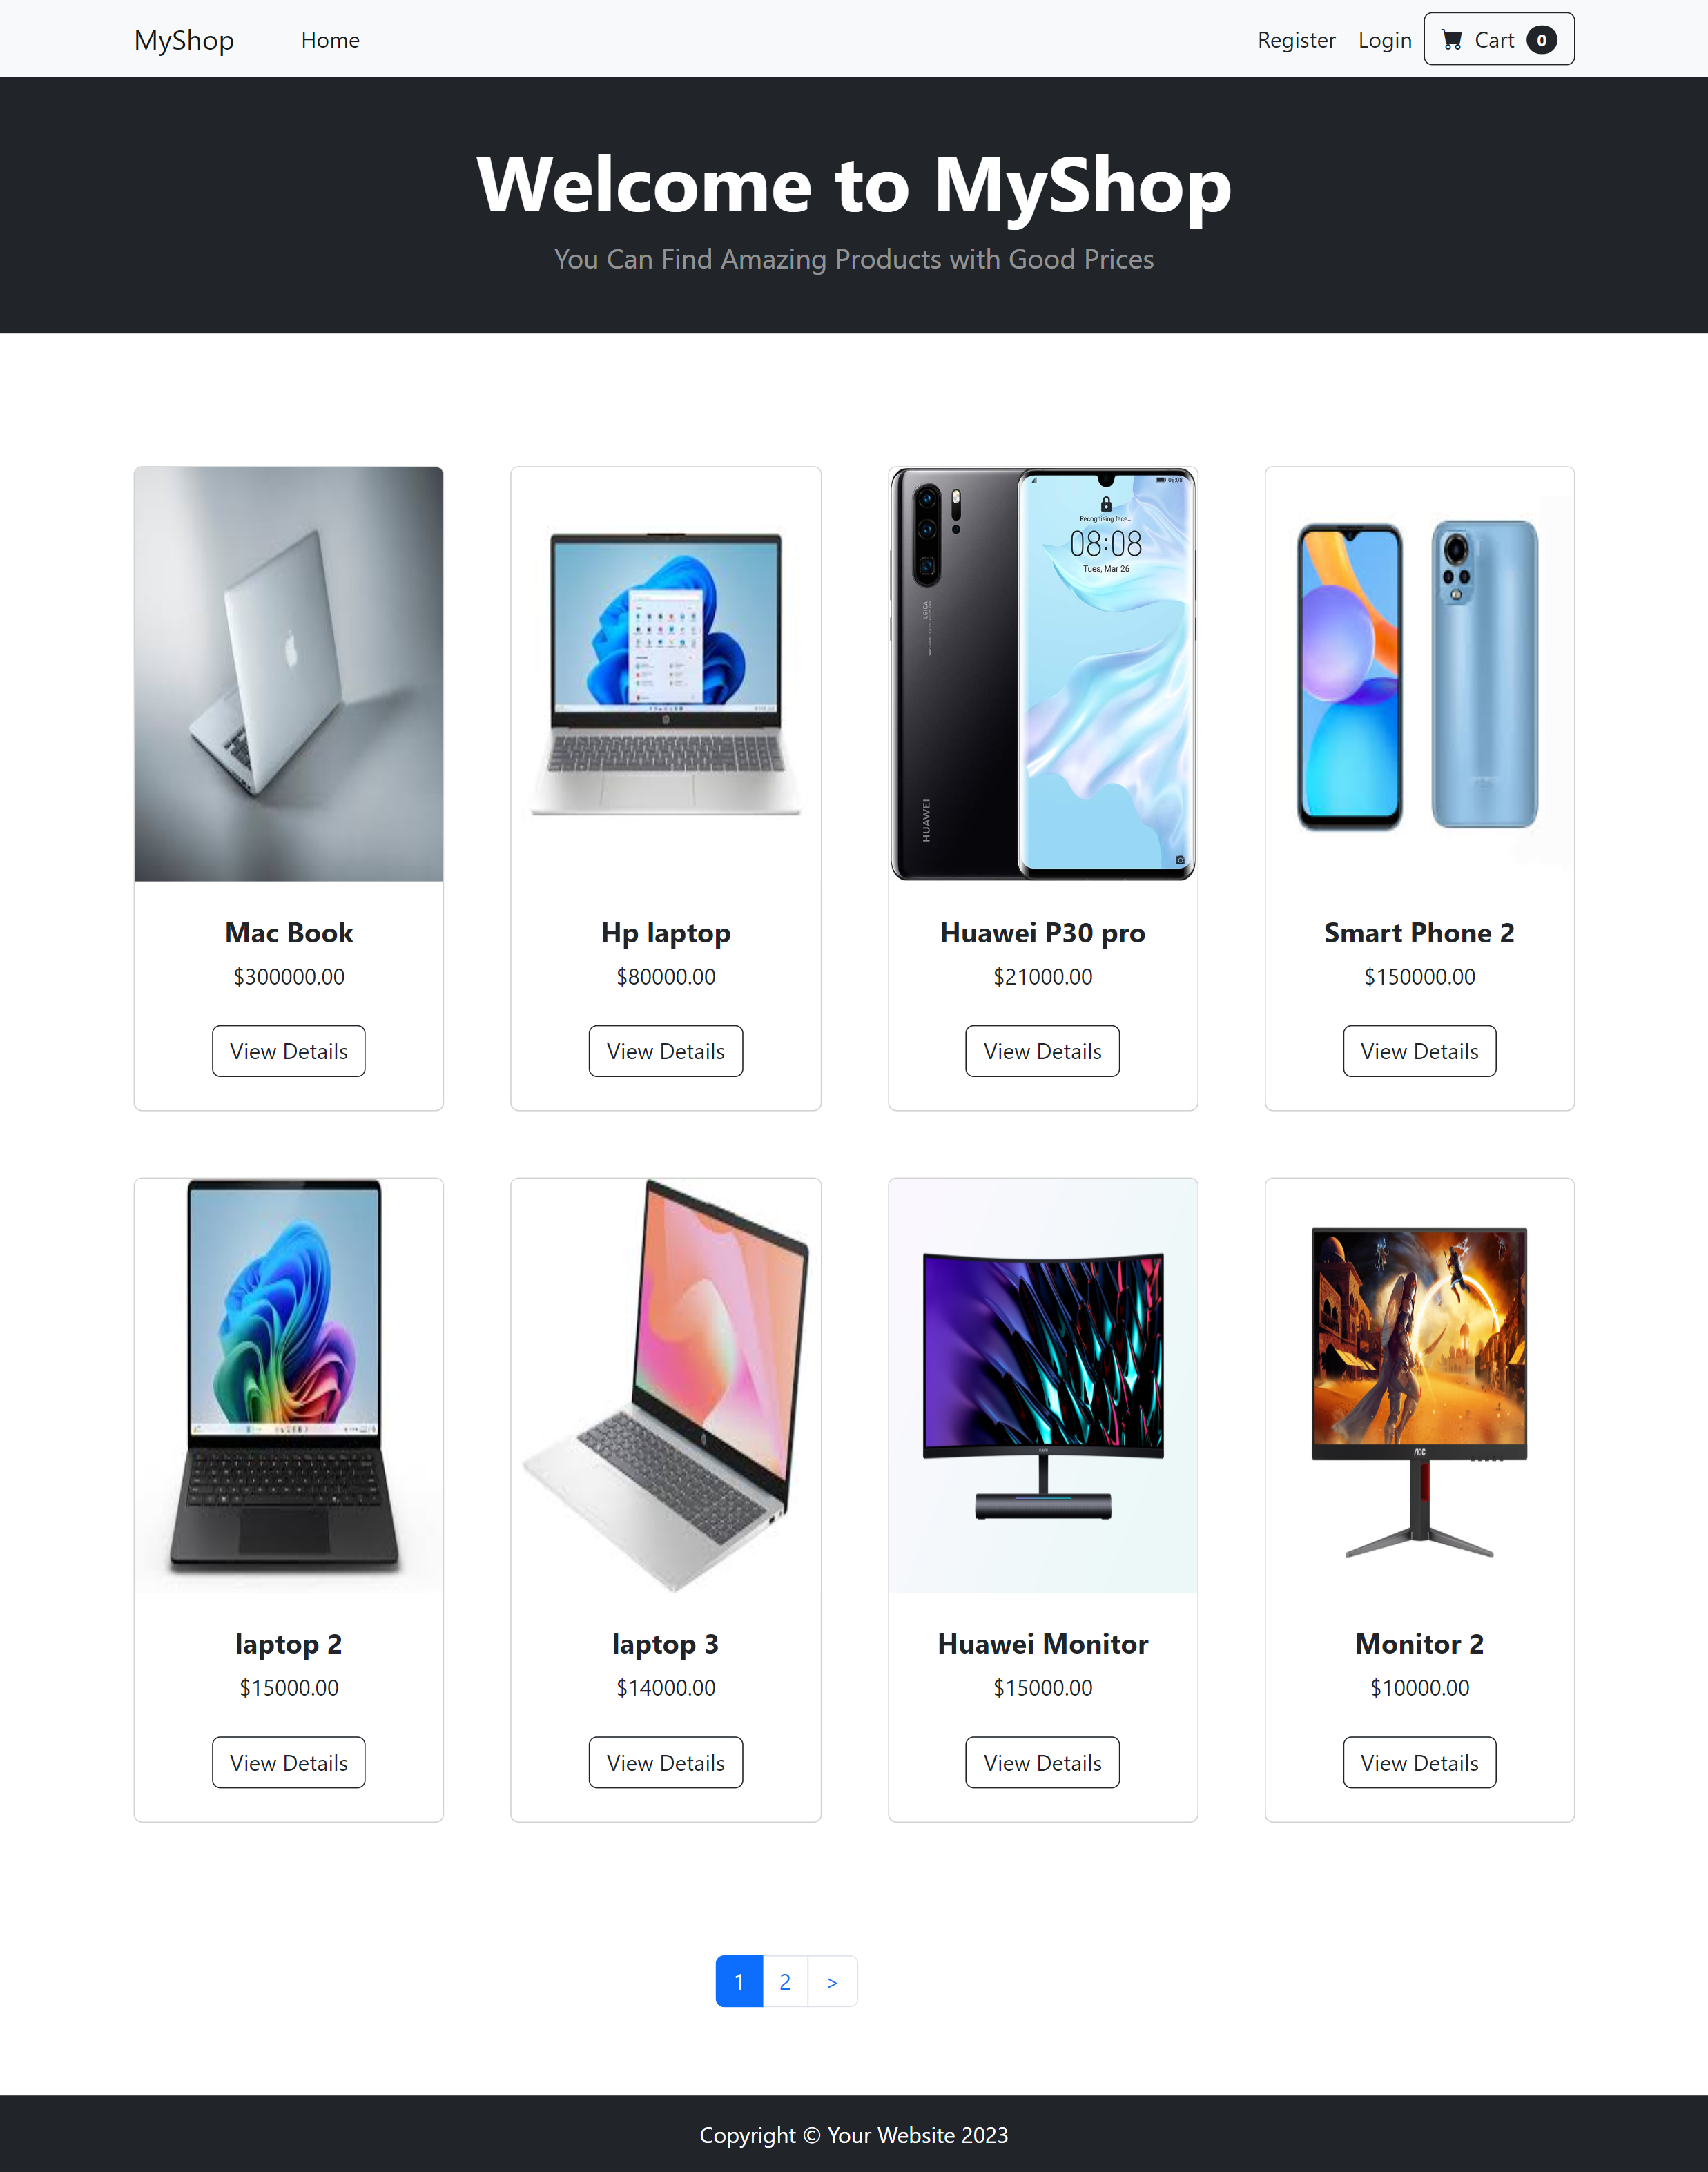 MyShop Home Register Login Cart 0
Welcome to MyShop
You Can Find Amazing Products with Good Prices
Recognising face...
08:08
Tues, Mar 26
LEICA
HUAWEI
Mac Book
$300000.00
View Details
Hp laptop
$80000.00
View Details
Huawei P30 pro
$21000.00
View Details
Smart Phone 2
$150000.00
View Details
AOC
laptop 2
$15000.00
View Details
laptop 3
$14000.00
View Details
Huawei Monitor
$15000.00
View Details
Monitor 2
$10000.00
View Details
1 2 >
Copyright © Your Website 2023